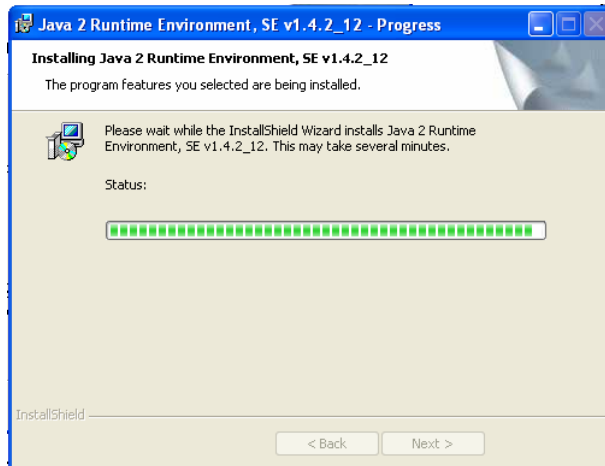 Java 2 Runtime Environment, SE v1.4.2_12 - Progress
Installing Java 2 Runtime Environment, SE v1.4.2_12
The program features you selected are being installed.
Please wait while the InstallShield Wizard installs Java 2 Runtime
Environment, SE v1.4.2_12. This may take several minutes.
Status:
InstallShield
< Back Next >